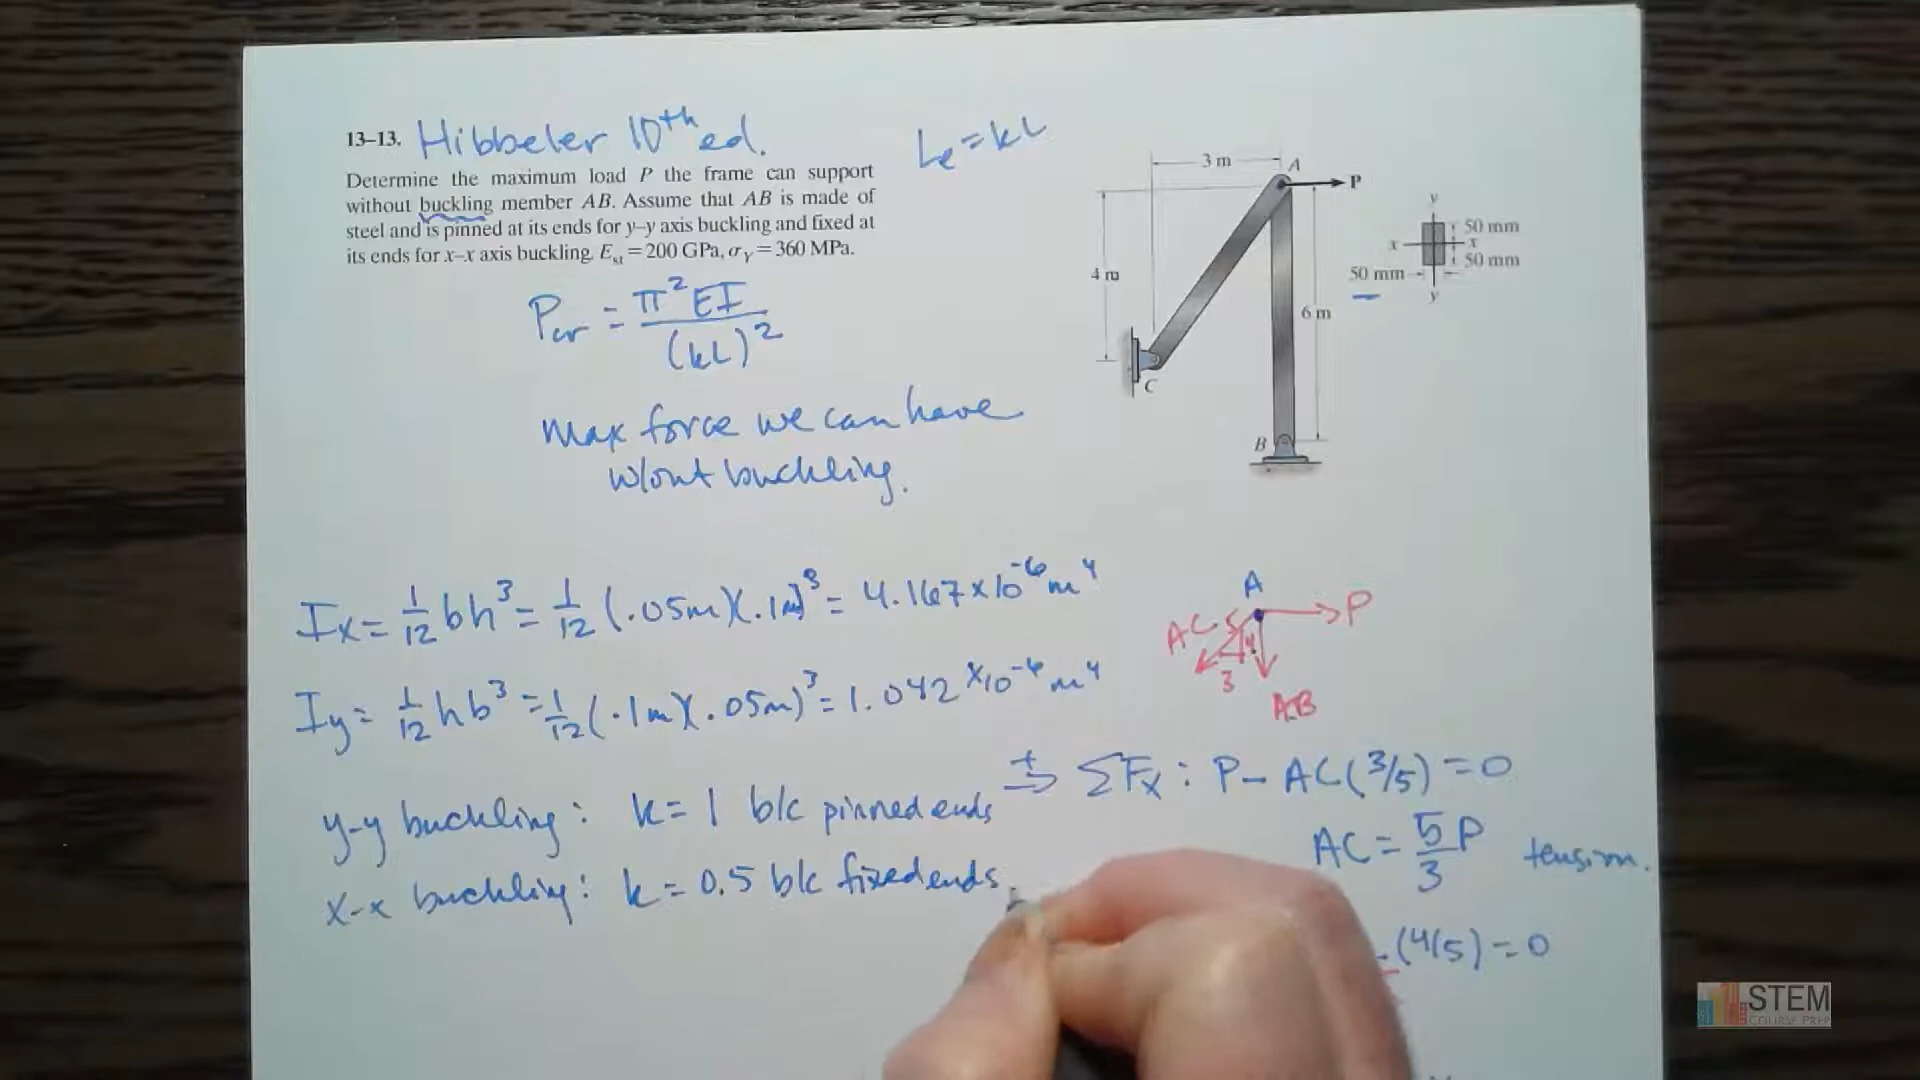 13–13. Hibbeler 10th ed.
Determine the maximum load P the frame can support
without buckling member AB. Assume that AB is made of
steel and is pinned at its ends for y–y axis buckling and fixed at
its ends for x–x axis buckling. Est = 200 GPa, σY = 360 MPa.
Le = kL
Pcr = π²EI / (kL)²
Max force we can have
w/out buckling.
3 m
A
P
4 m
C
6 m
B
y
50 mm
x
x
50 mm
50 mm
y
Ix = 1/12 bh³ = 1/12 (.05m)(.1m)³ = 4.167 × 10⁻⁶ m⁴
Iy = 1/12 hb³ = 1/12 (.1m)(.05m)³ = 1.042 × 10⁻⁶ m⁴
y-y buckling: k = 1 b/c pinned ends
x-x buckling: k = 0.5 b/c fixed ends.
A
P
AC
5
4
3
AB
+→ ΣFx: P − AC(3/5) = 0
AC = 5/3 P tension.
(4/5) = 0
STEM
COURSE PREP